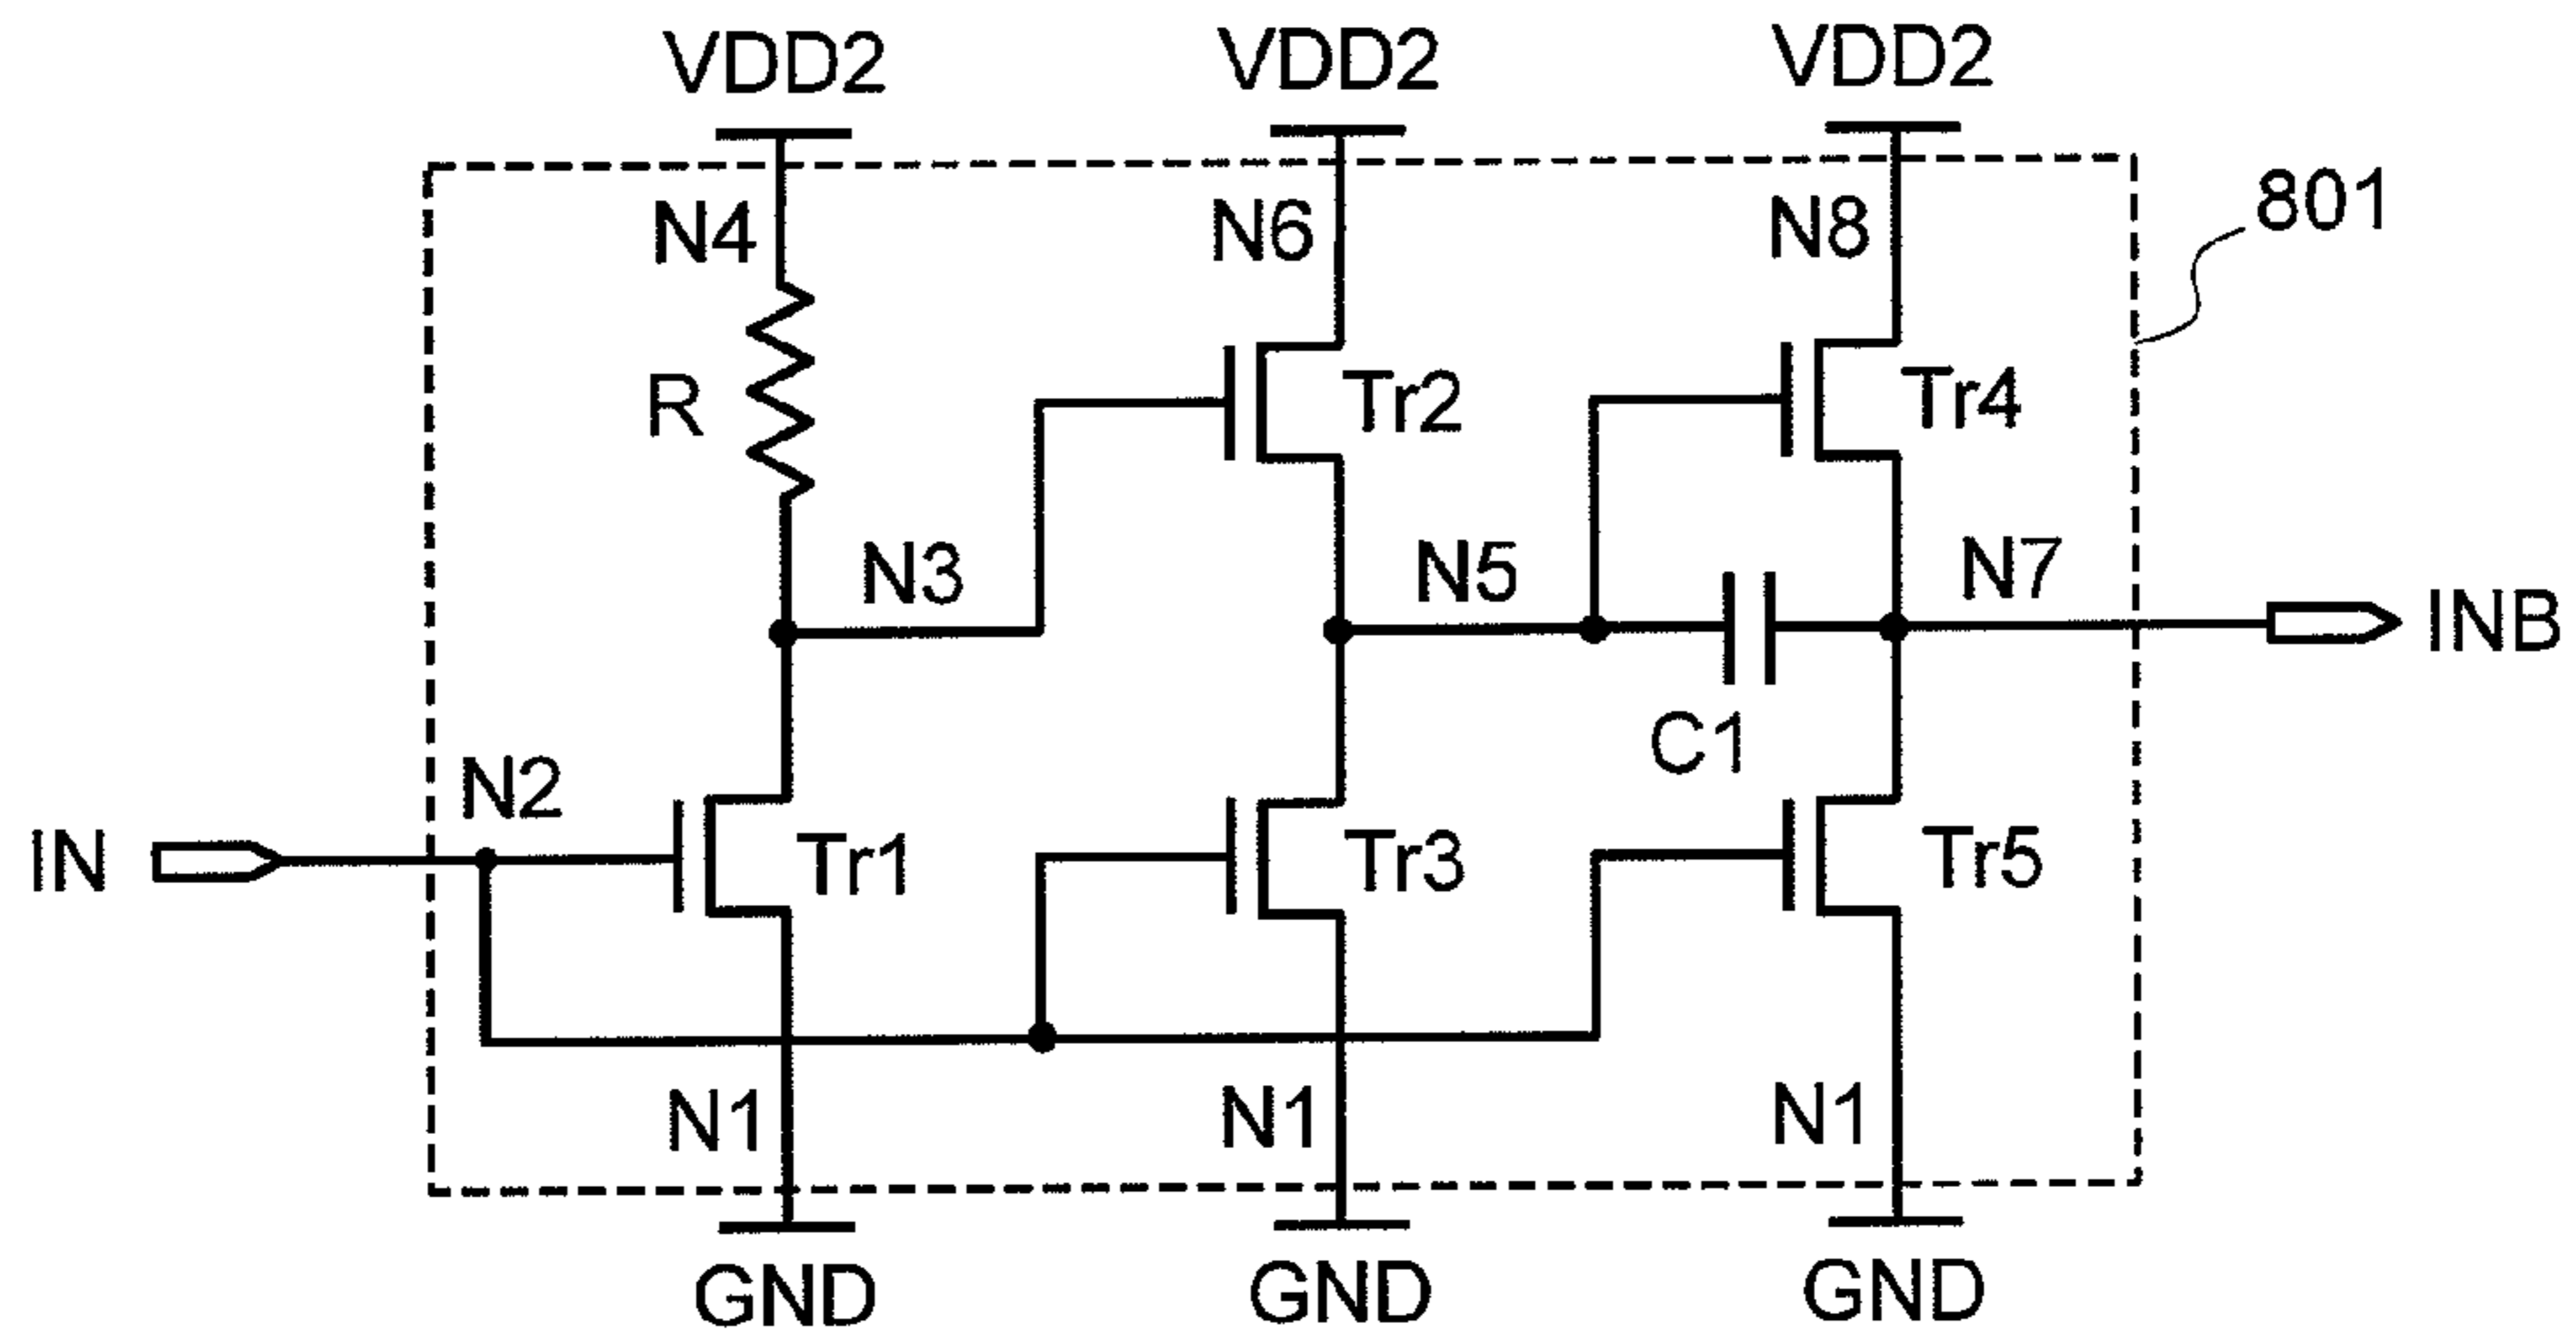 VDD2 VDD2 VDD2
801
N4 N6 N8
R Tr2 Tr4
N3 N5 N7
INB
C1
N2
IN Tr1 Tr3 Tr5
N1 N1 N1
GND GND GND